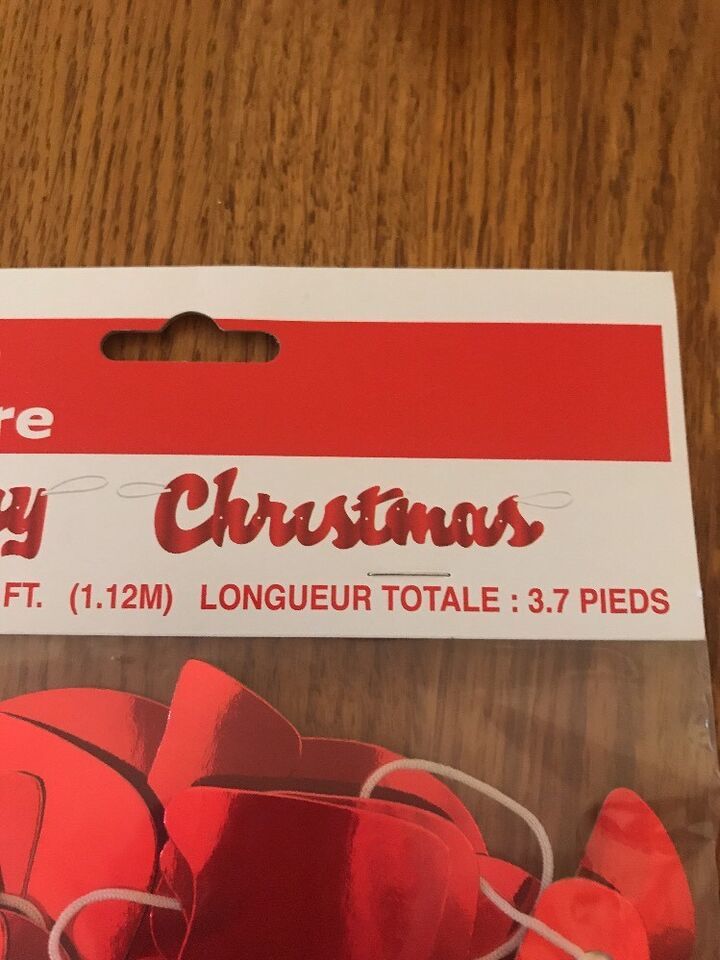 re
y Christmas
FT. (1.12M) LONGUEUR TOTALE : 3.7 PIEDS